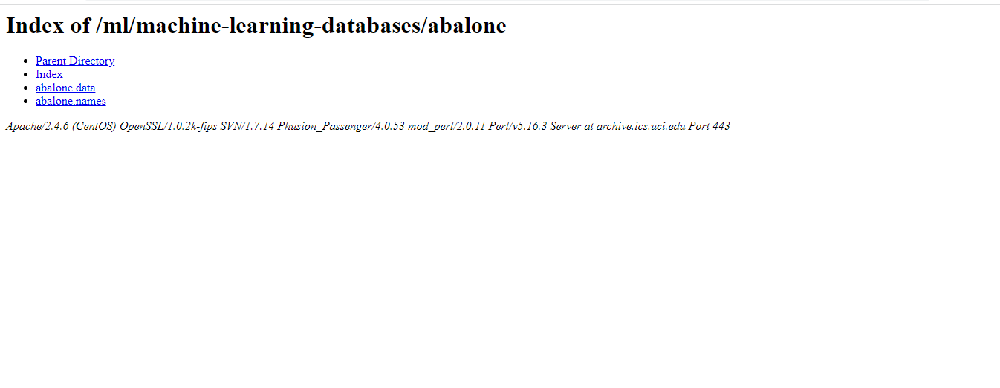 Index of /ml/machine-learning-databases/abalone
Parent Directory
Index
abalone.data
abalone.names
Apache/2.4.6 (CentOS) OpenSSL/1.0.2k-fips SVN/1.7.14 Phusion_Passenger/4.0.53 mod_perl/2.0.11 Perl/v5.16.3 Server at archive.ics.uci.edu Port 443